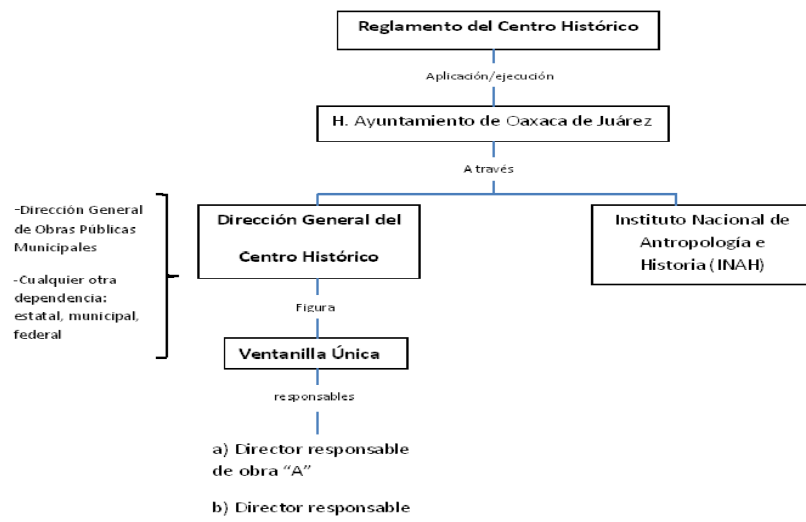 Reglamento del Centro Histórico
Aplicación/ejecución
H. Ayuntamiento de Oaxaca de Juárez
A través
-Dirección General
de Obras Públicas
Municipales
-Cualquier otra
dependencia:
estatal, municipal,
federal
Dirección General del
Centro Histórico
Instituto Nacional de
Antropología e
Historia (INAH)
Figura
Ventanilla Única
responsables
a) Director responsable
de obra “A”
b) Director responsable